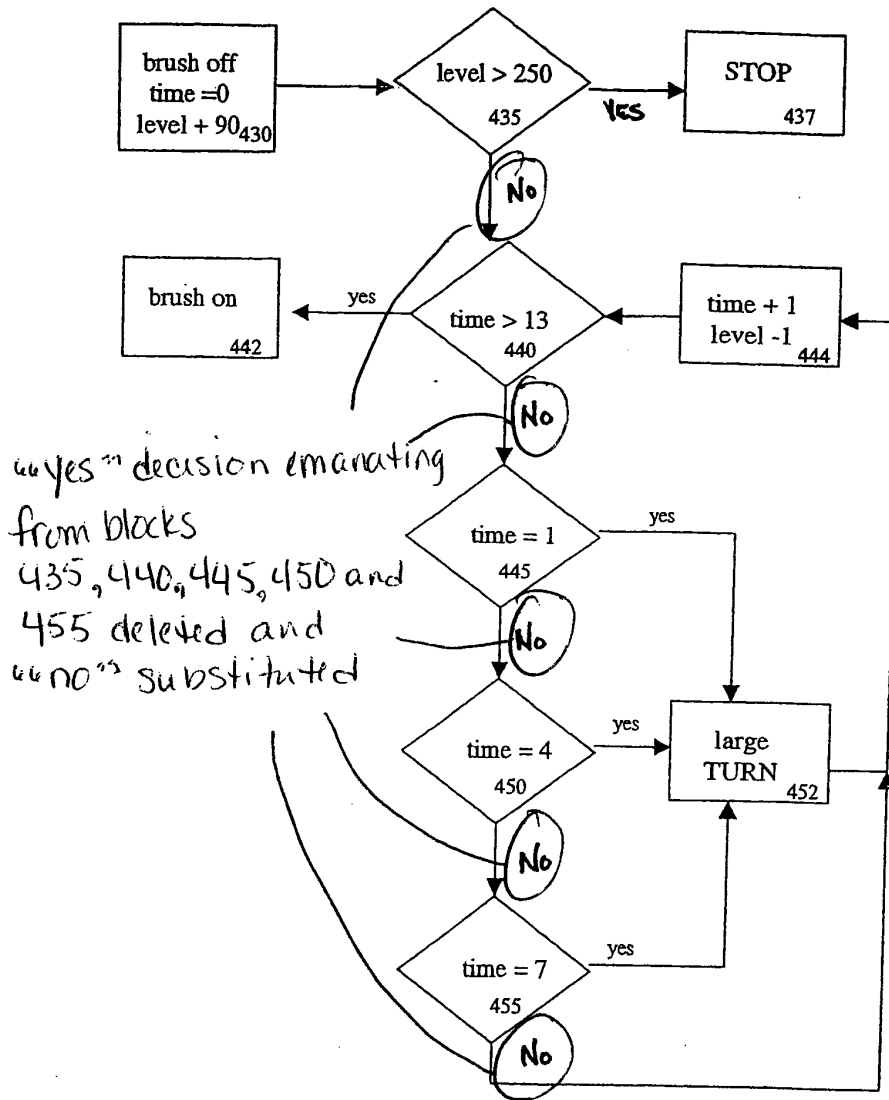 brush off
time =0
level + 90
430
level > 250
435
YES
STOP
437
No
brush on
442
yes
time > 13
440
time + 1
level -1
444
No
““yes”” decision emanating
from blocks
435, 440, 445, 450 and
455 deleted and
““no”” substituted
time = 1
445
yes
No
time = 4
450
yes
large
TURN
452
No
time = 7
455
yes
No